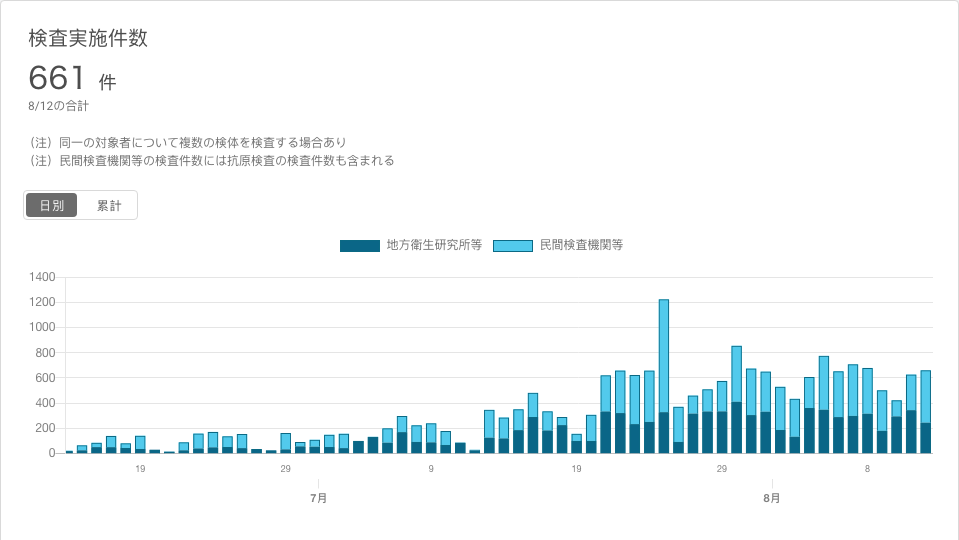 検査実施件数
661 件
8/12の合計
（注）同一の対象者について複数の検体を検査する場合あり
（注）民間検査機関等の検査件数には抗原検査の検査件数も含まれる
日別 累計
地方衛生研究所等 民間検査機関等
1400
1200
1000
800
600
400
200
0
19 29 9 19 29 8
7月 8月